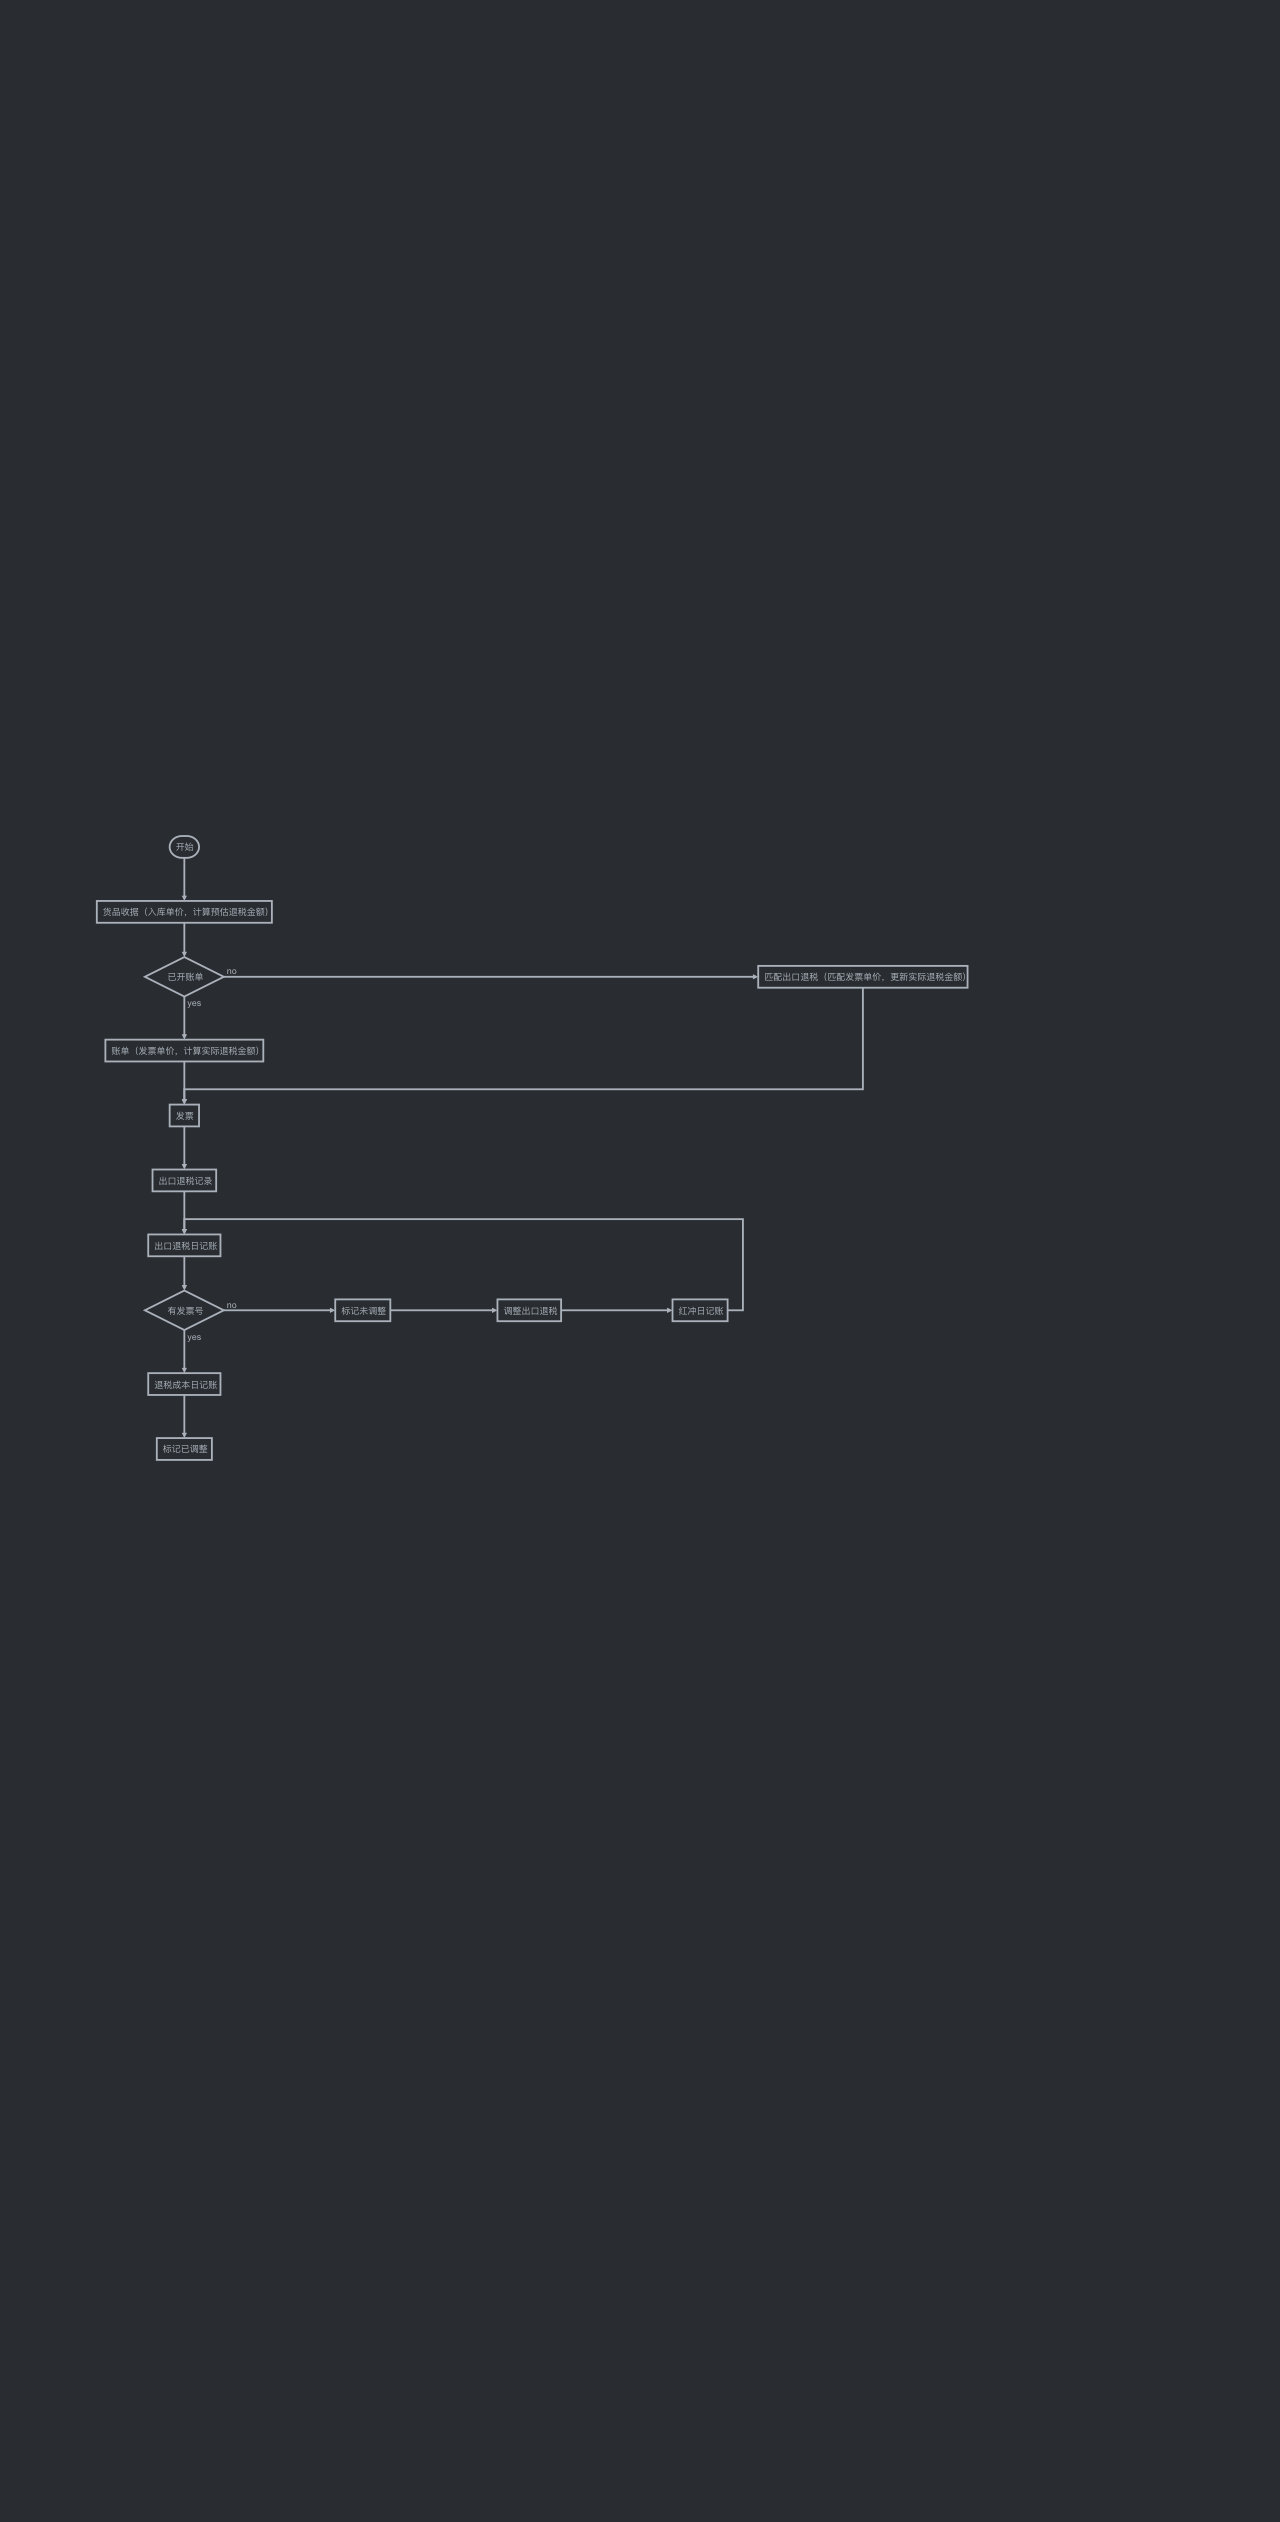 开始
货品收据（入库单价，计算预估退税金额）
已开账单
no
匹配出口退税（匹配发票单价，更新实际退税金额）
yes
账单（发票单价，计算实际退税金额）
发票
出口退税记录
出口退税日记账
有发票号
no
标记未调整
调整出口退税
红冲日记账
yes
退税成本日记账
标记已调整